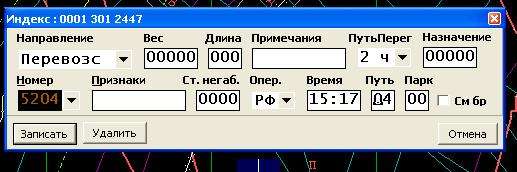 Индекс : 0001 301 2447
Направление Вес Длина Примечания ПутьПерег Назначение
Перевозс 00000 000 2 ч 00000
Номер Признаки Ст. негаб. Опер. Время Путь Парк
5204 0000 РФ 15:17 04 00 См бр
Записать Удалить Отмена
П